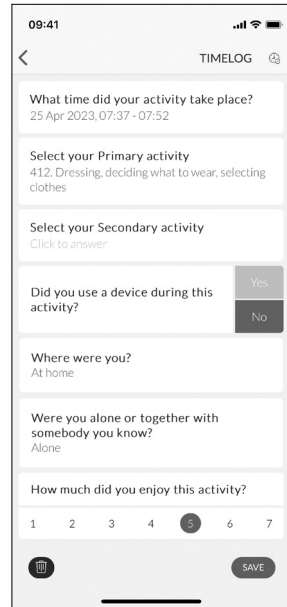 09:41
TIMELOG
What time did your activity take place?
25 Apr 2023, 07:37 - 07:52
Select your Primary activity
412. Dressing, deciding what to wear, selecting
clothes
Select your Secondary activity
Click to answer
Did you use a device during this
activity?
Yes
No
Where were you?
At home
Were you alone or together with
somebody you know?
Alone
How much did you enjoy this activity?
1 2 3 4 5 6 7
SAVE